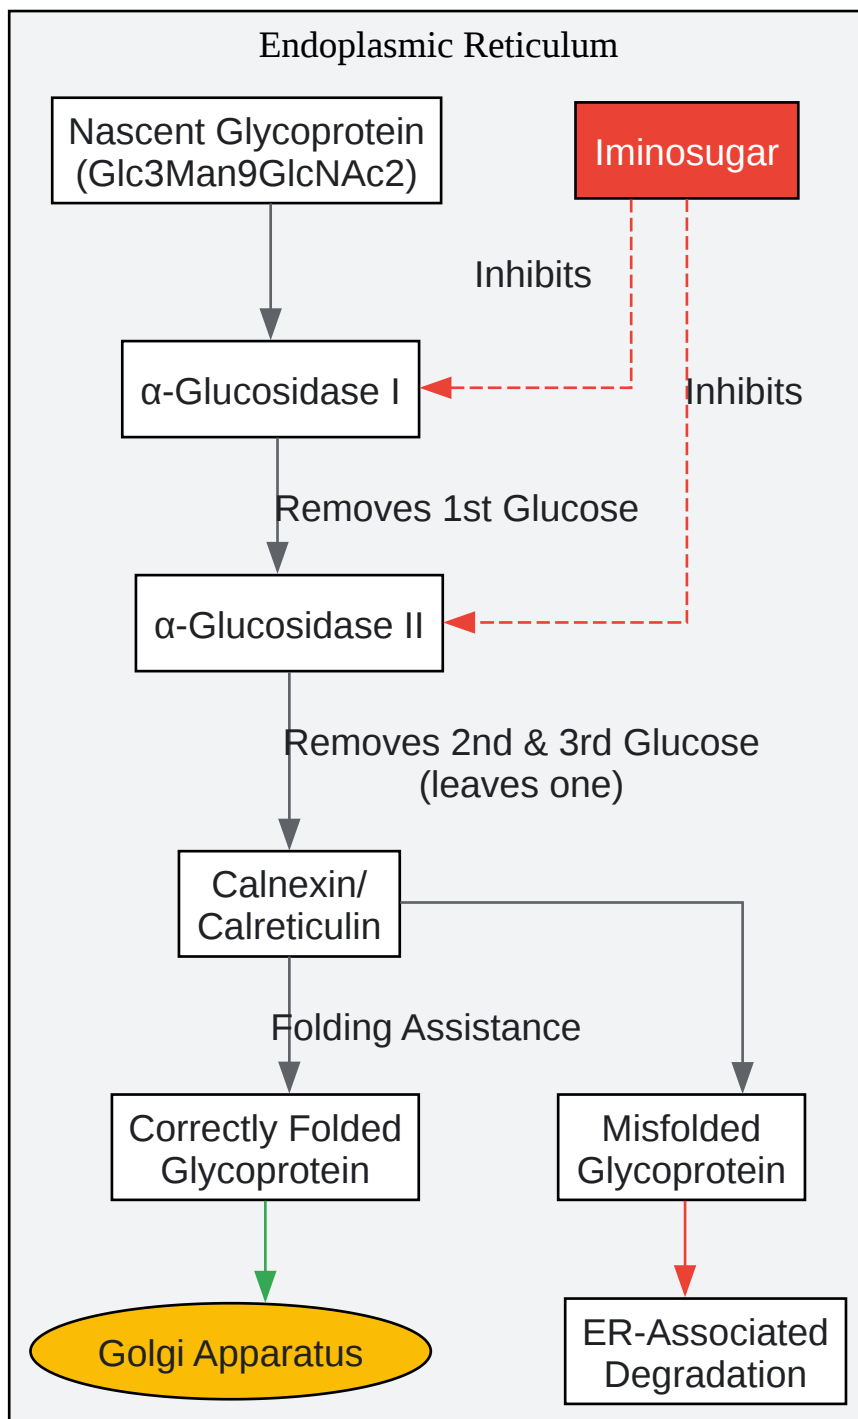 Endoplasmic Reticulum
Nascent Glycoprotein
(Glc3Man9GlcNAc2)
Iminosugar
Inhibits
α-Glucosidase I
Inhibits
Removes 1st Glucose
α-Glucosidase II
Removes 2nd & 3rd Glucose
(leaves one)
Calnexin/
Calreticulin
Folding Assistance
Correctly Folded
Glycoprotein
Misfolded
Glycoprotein
Golgi Apparatus
ER-Associated
Degradation